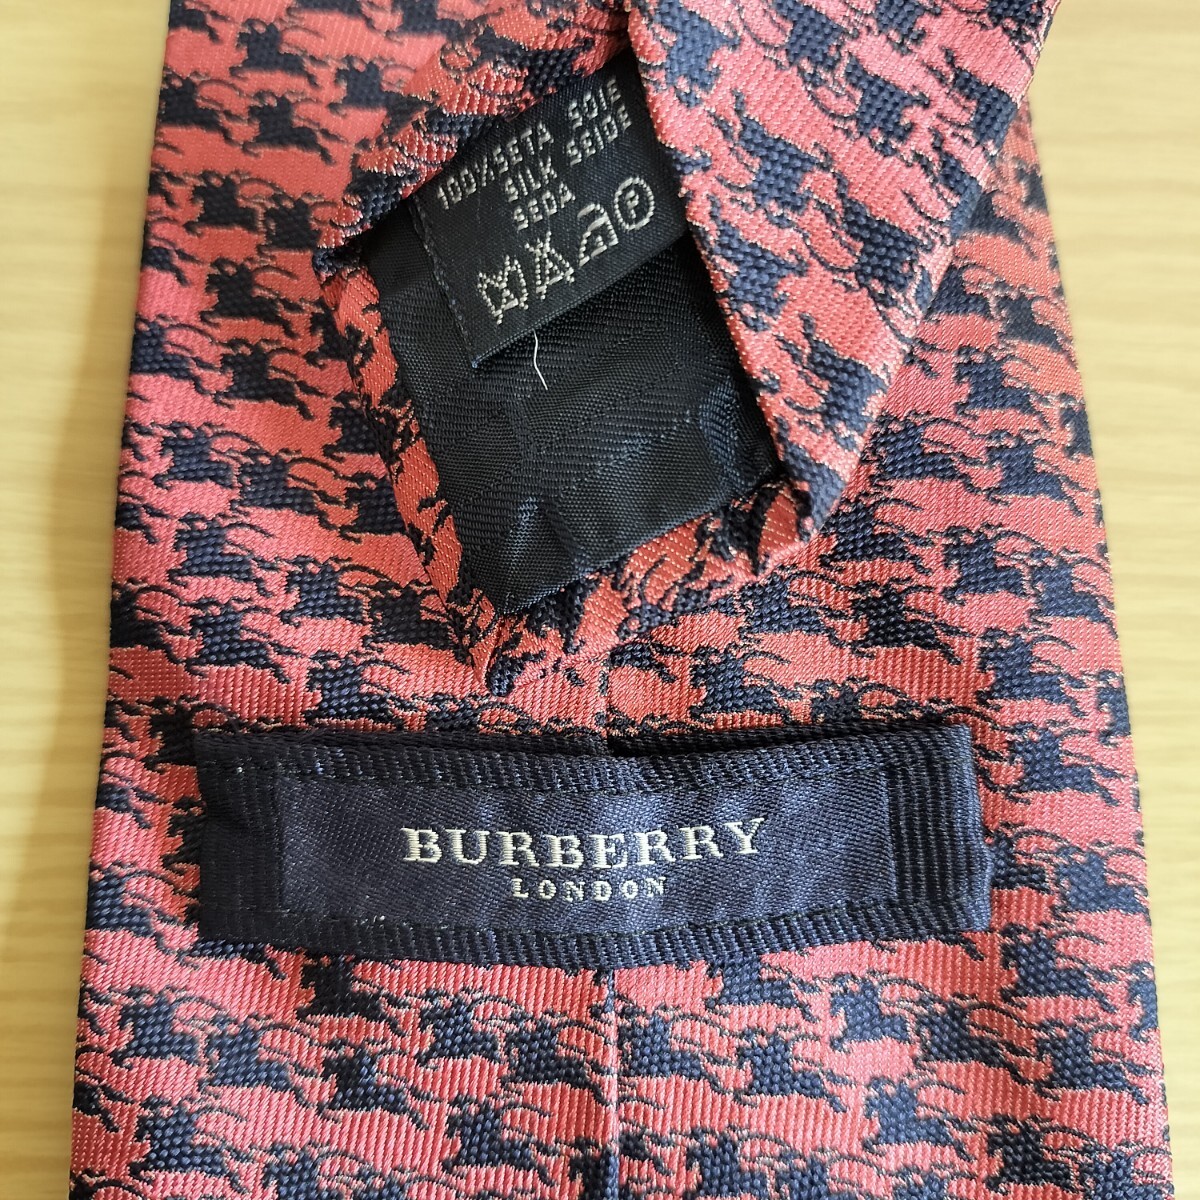 100%SETA SOIE
SILK SEIDE
SEDA
P
BURBERRY
LONDON